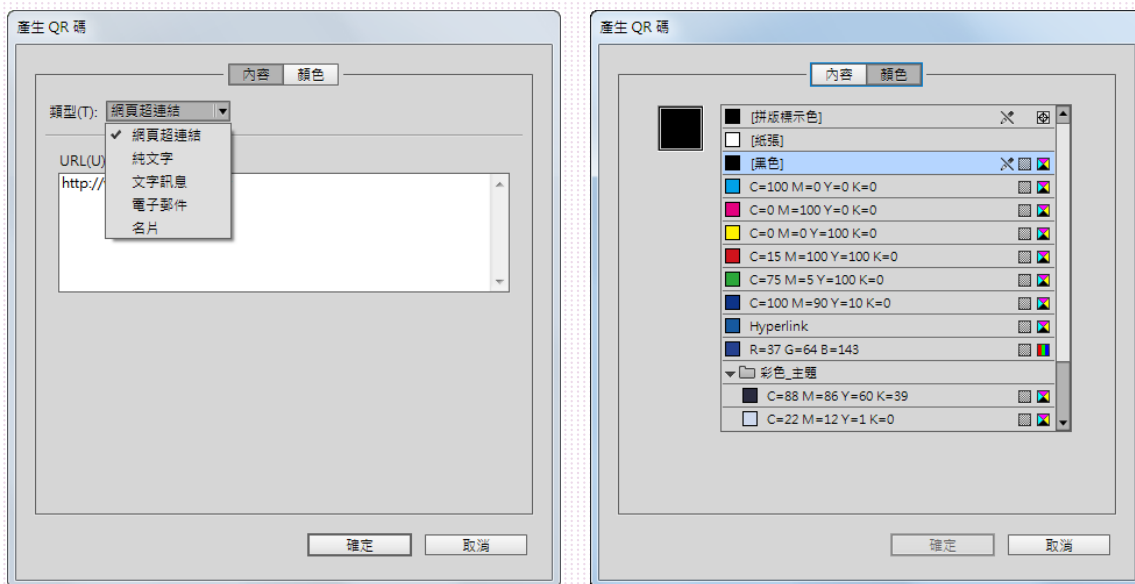 產生 QR 碼
內容 顏色
類型(T): 網頁超連結
網頁超連結
純文字
文字訊息
電子郵件
名片
URL(U)
http://
確定 取消
產生 QR 碼
內容 顏色
[拼版標示色]
[紙張]
[黑色]
C=100 M=0 Y=0 K=0
C=0 M=100 Y=0 K=0
C=0 M=0 Y=100 K=0
C=15 M=100 Y=100 K=0
C=75 M=5 Y=100 K=0
C=100 M=90 Y=10 K=0
Hyperlink
R=37 G=64 B=143
彩色_主題
C=88 M=86 Y=60 K=39
C=22 M=12 Y=1 K=0
確定 取消